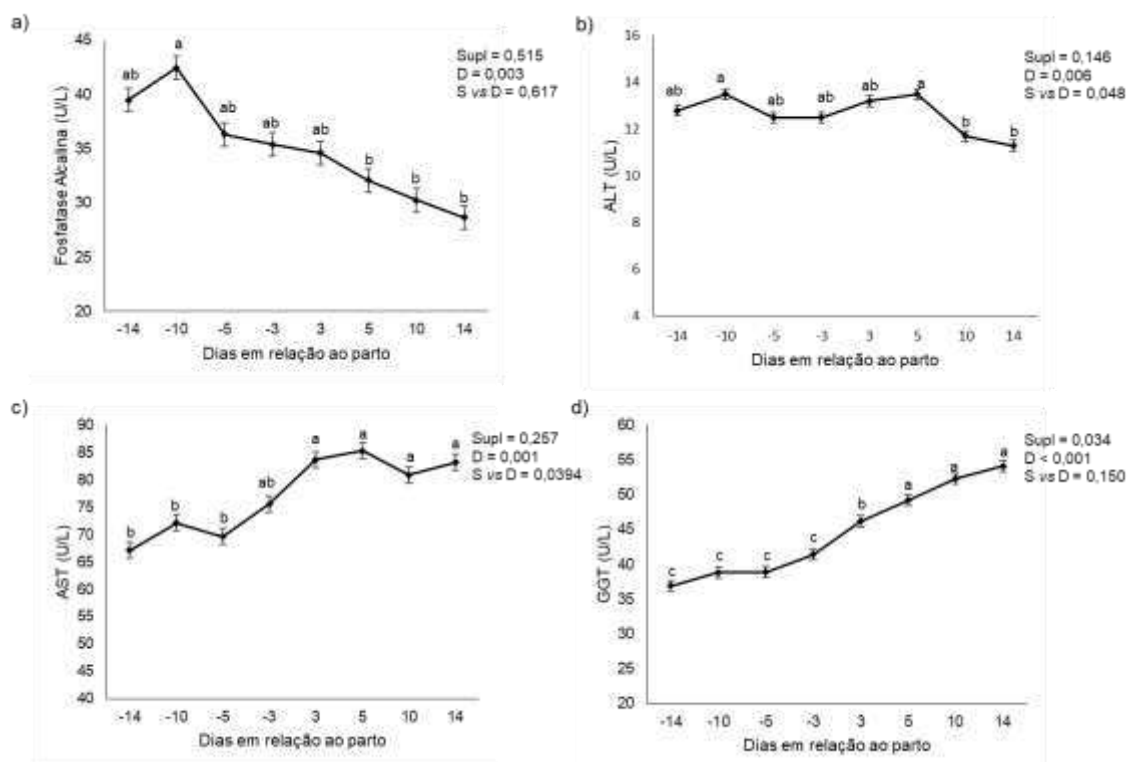 a)
45
40
35
30
25
20
Fosfatase Alcalina (U/L)
ab
a
ab
ab
ab
b
b
b
Supl = 0,515
D = 0,003
S vs D = 0,617
-14 -10 -5 -3 3 5 10 14
Dias em relação ao parto
b)
16
14
12
10
8
6
4
ALT (U/L)
ab
a
ab
ab
ab
a
b
b
Supl = 0,146
D = 0,006
S vs D = 0,048
-14 -10 -5 -3 3 5 10 14
Dias em relação ao parto
c)
90
85
80
75
70
65
60
55
50
45
40
AST (U/L)
b
b
b
ab
a
a
a
a
Supl = 0,257
D = 0,001
S vs D = 0,0394
-14 -10 -5 -3 3 5 10 14
Dias em relação ao parto
d)
60
55
50
45
40
35
30
25
20
GGT (U/L)
c
c
c
c
b
a
a
a
Supl = 0,034
D < 0,001
S vs D = 0,150
-14 -10 -5 -3 3 5 10 14
Dias em relação ao parto